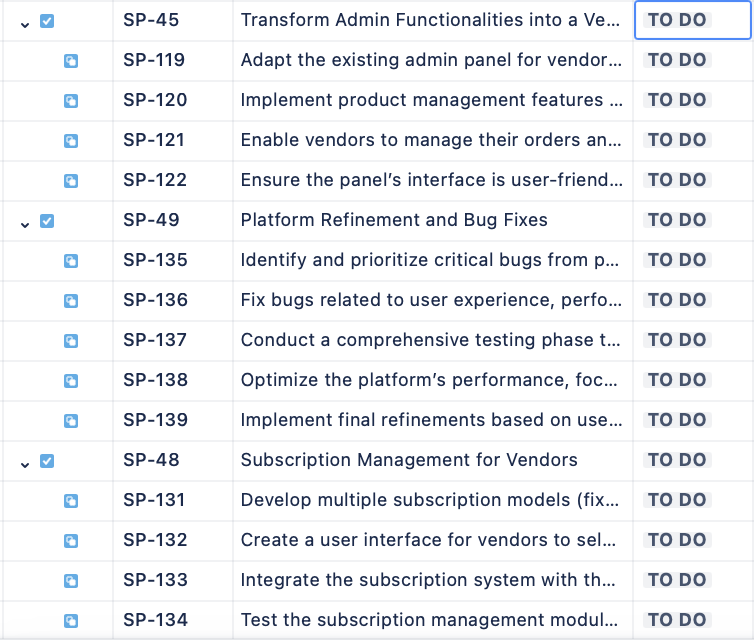 SP-45 Transform Admin Functionalities into a Ve... TO DO
SP-119 Adapt the existing admin panel for vendor... TO DO
SP-120 Implement product management features ... TO DO
SP-121 Enable vendors to manage their orders an... TO DO
SP-122 Ensure the panel’s interface is user-friend... TO DO
SP-49 Platform Refinement and Bug Fixes TO DO
SP-135 Identify and prioritize critical bugs from p... TO DO
SP-136 Fix bugs related to user experience, perfo... TO DO
SP-137 Conduct a comprehensive testing phase t... TO DO
SP-138 Optimize the platform’s performance, foc... TO DO
SP-139 Implement final refinements based on use... TO DO
SP-48 Subscription Management for Vendors TO DO
SP-131 Develop multiple subscription models (fix... TO DO
SP-132 Create a user interface for vendors to sel... TO DO
SP-133 Integrate the subscription system with th... TO DO
SP-134 Test the subscription management modul... TO DO